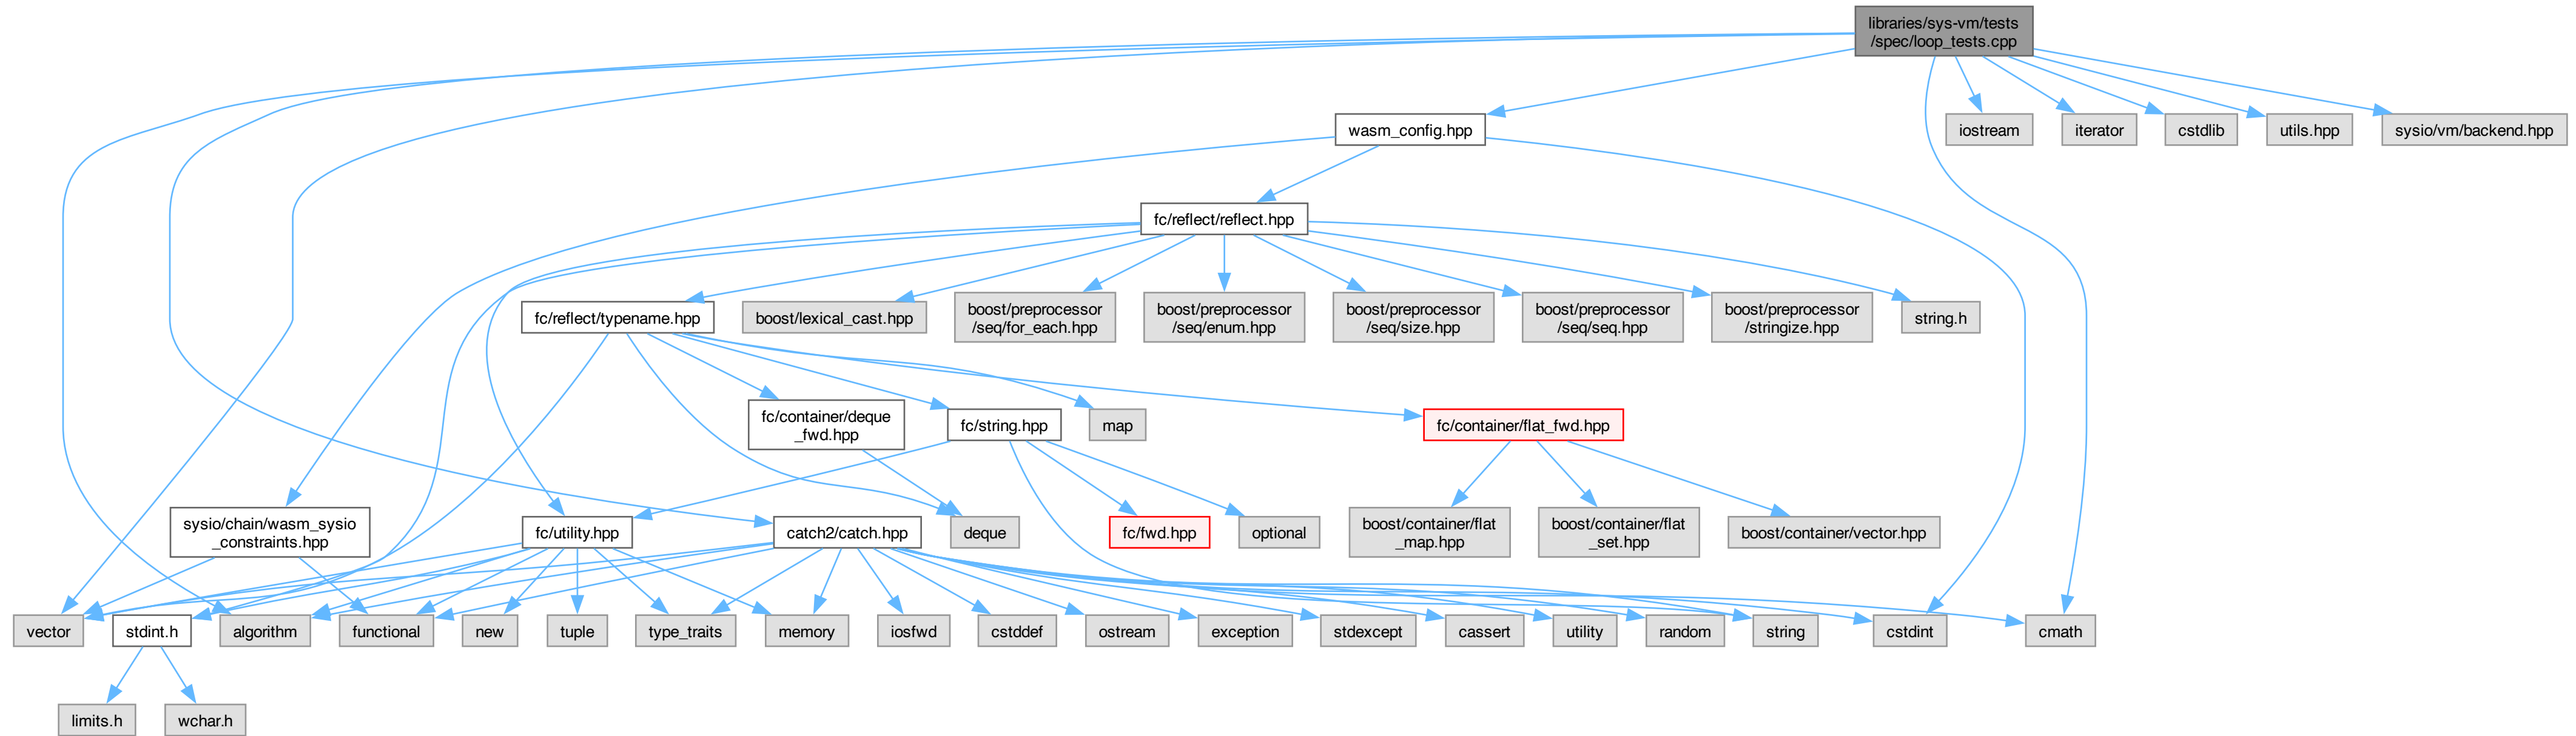 libraries/sys-vm/tests
/spec/loop_tests.cpp
wasm_config.hpp
iostream
iterator
cstdlib
utils.hpp
sysio/vm/backend.hpp
fc/reflect/reflect.hpp
fc/reflect/typename.hpp
boost/lexical_cast.hpp
boost/preprocessor
/seq/for_each.hpp
boost/preprocessor
/seq/enum.hpp
boost/preprocessor
/seq/size.hpp
boost/preprocessor
/seq/seq.hpp
boost/preprocessor
/stringize.hpp
string.h
fc/container/deque
_fwd.hpp
fc/string.hpp
map
fc/container/flat_fwd.hpp
sysio/chain/wasm_sysio
_constraints.hpp
fc/utility.hpp
catch2/catch.hpp
deque
fc/fwd.hpp
optional
boost/container/flat
_map.hpp
boost/container/flat
_set.hpp
boost/container/vector.hpp
vector
stdint.h
algorithm
functional
new
tuple
type_traits
memory
iosfwd
cstddef
ostream
exception
stdexcept
cassert
utility
random
string
cstdint
cmath
limits.h
wchar.h